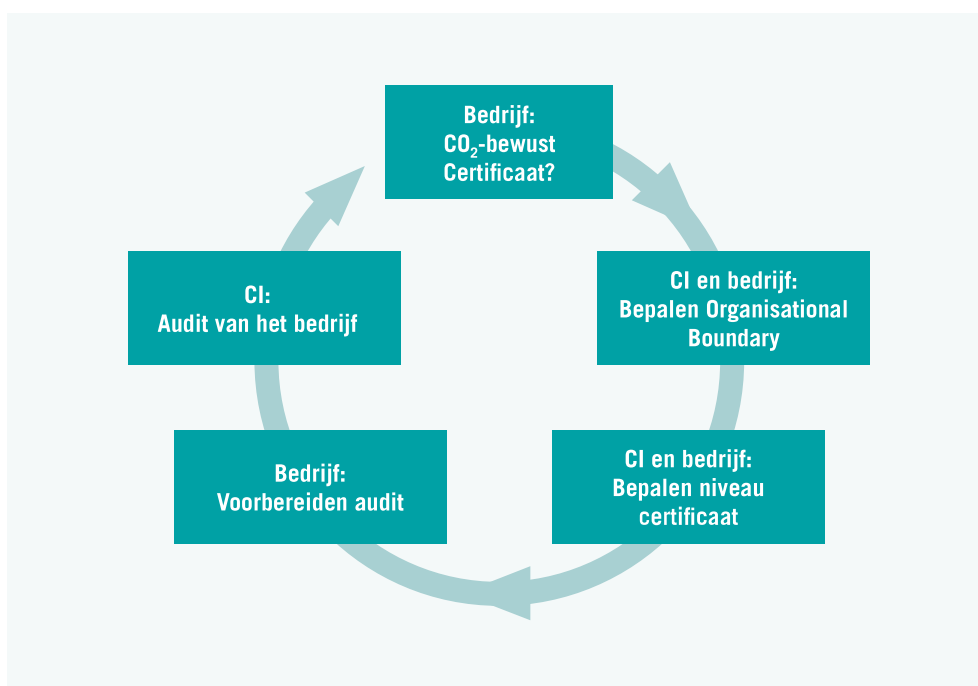 Bedrijf:
CO₂-bewust
Certificaat?
CI en bedrijf:
Bepalen Organisational
Boundary
CI en bedrijf:
Bepalen niveau
certificaat
Bedrijf:
Voorbereiden audit
CI:
Audit van het bedrijf